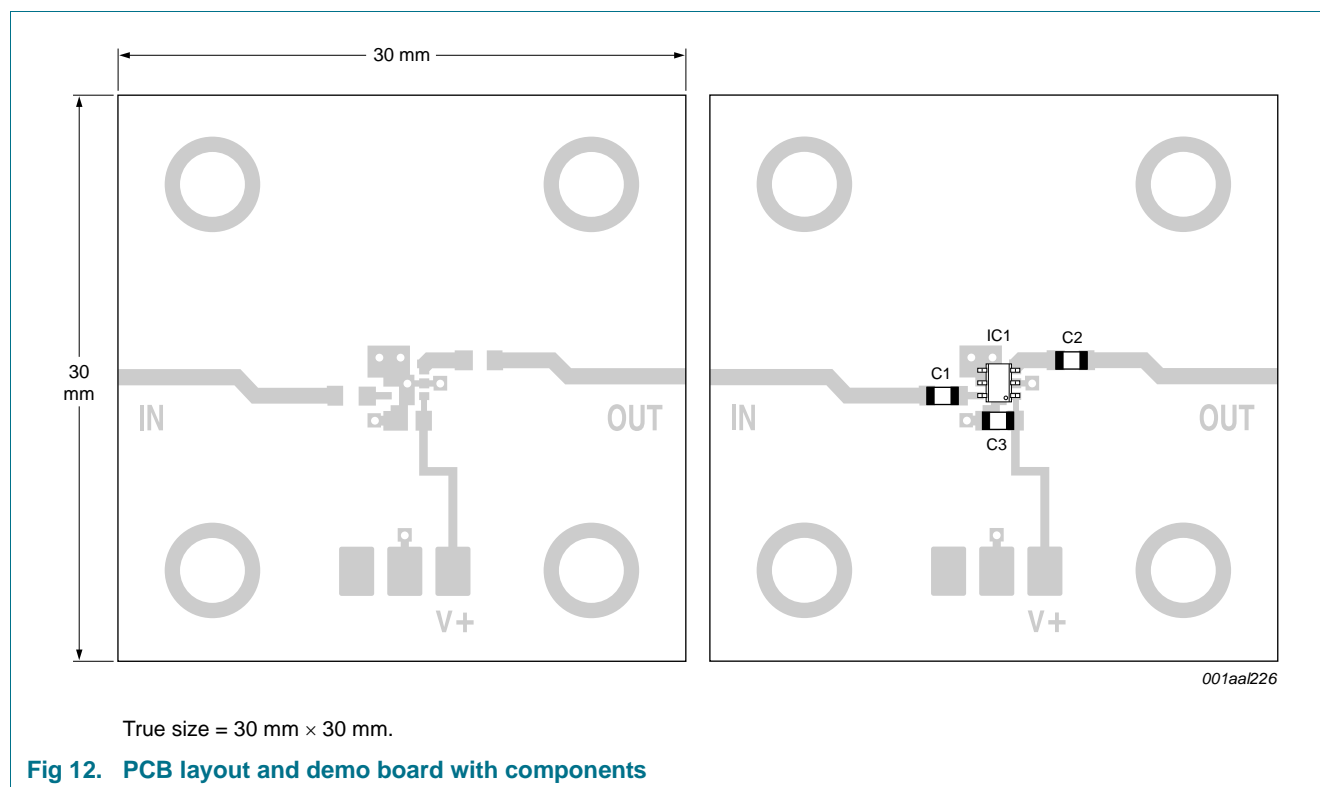 30 mm
30
mm
IN
OUT
V+
IC1
C2
C1
IN
OUT
C3
V+
001aal226
True size = 30 mm × 30 mm.
Fig 12. PCB layout and demo board with components